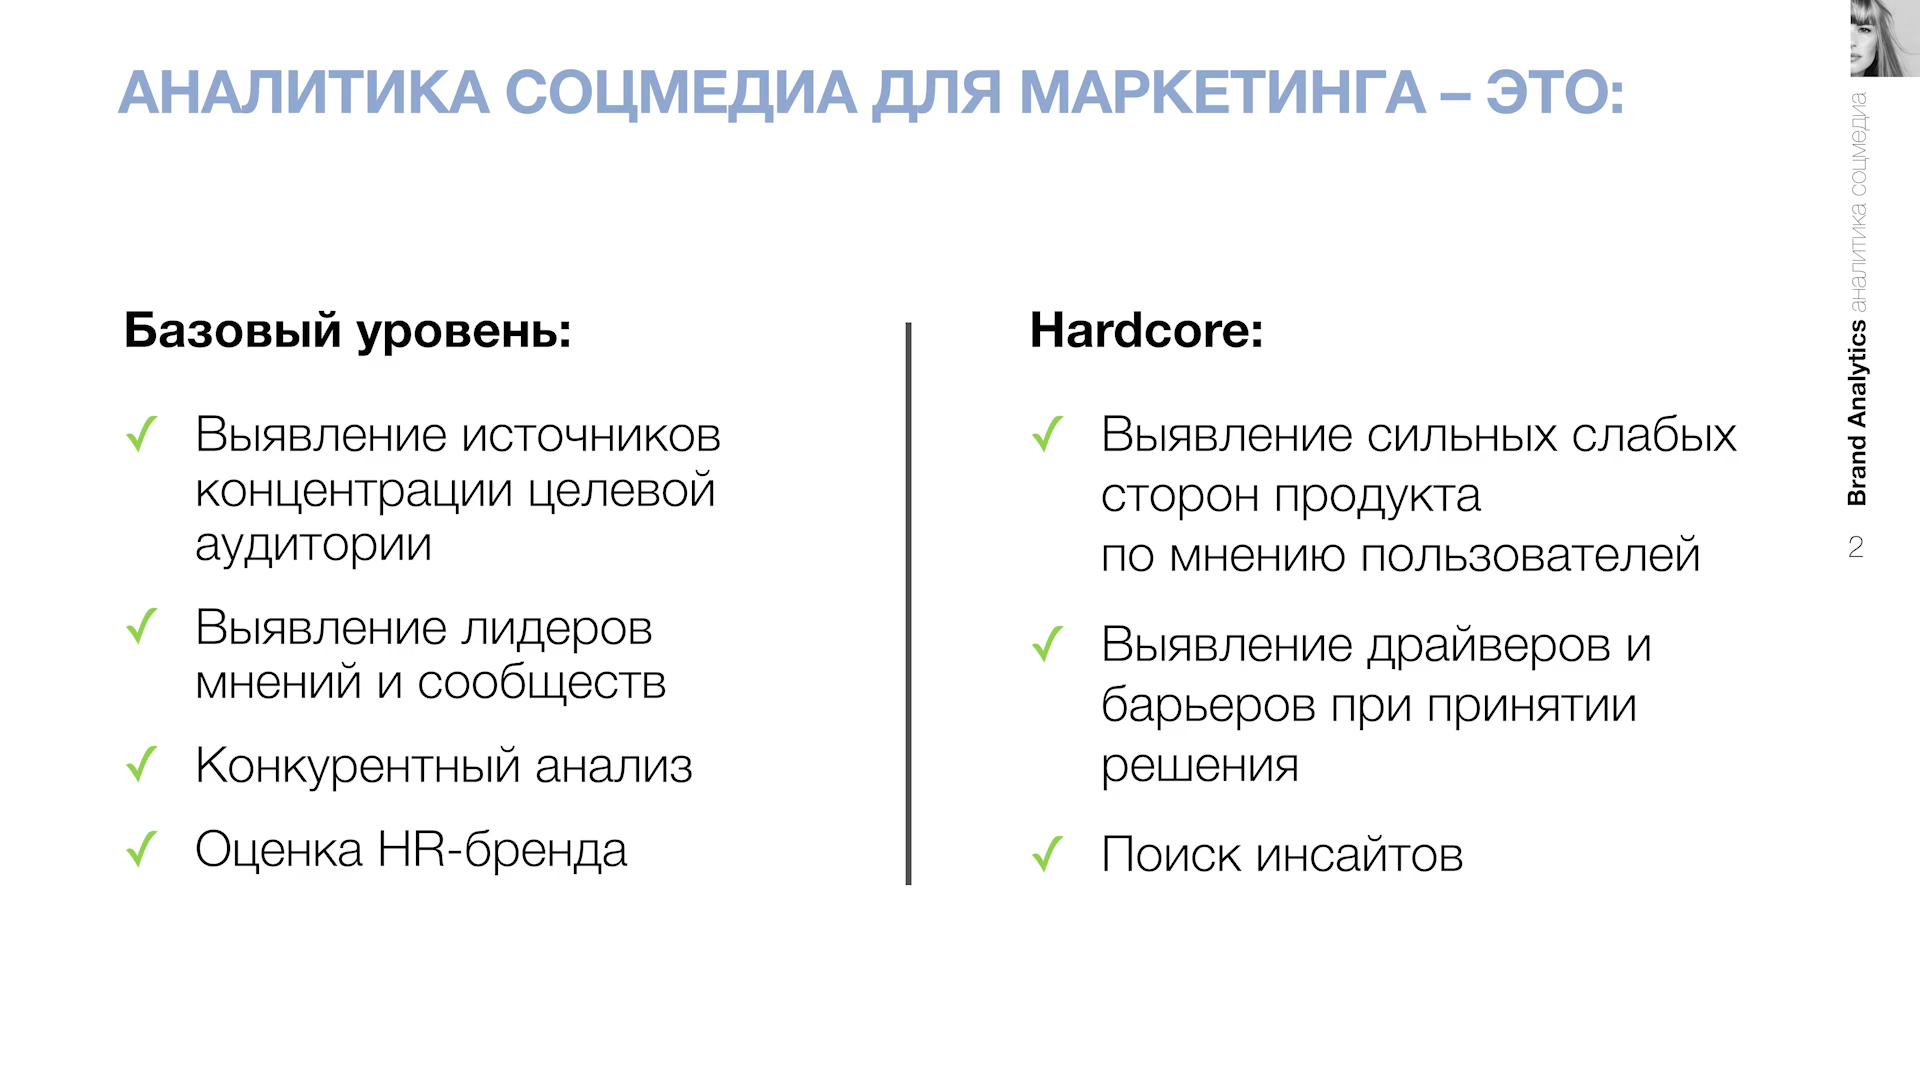 АНАЛИТИКА СОЦМЕДИА ДЛЯ МАРКЕТИНГА – ЭТО:
Базовый уровень:
✓ Выявление источников
концентрации целевой
аудитории
✓ Выявление лидеров
мнений и сообществ
✓ Конкурентный анализ
✓ Оценка HR-бренда
Hardcore:
✓ Выявление сильных слабых
сторон продукта
по мнению пользователей
✓ Выявление драйверов и
барьеров при принятии
решения
✓ Поиск инсайтов
Brand Analytics аналитика соцмедиа
2